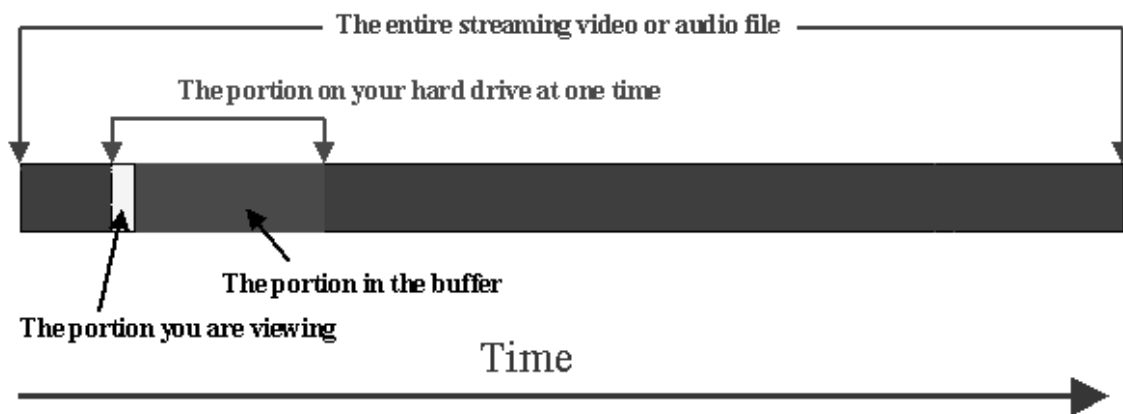 The entire streaming video or audio file
The portion on your hard drive at one time
The portion in the buffer
The portion you are viewing
Time